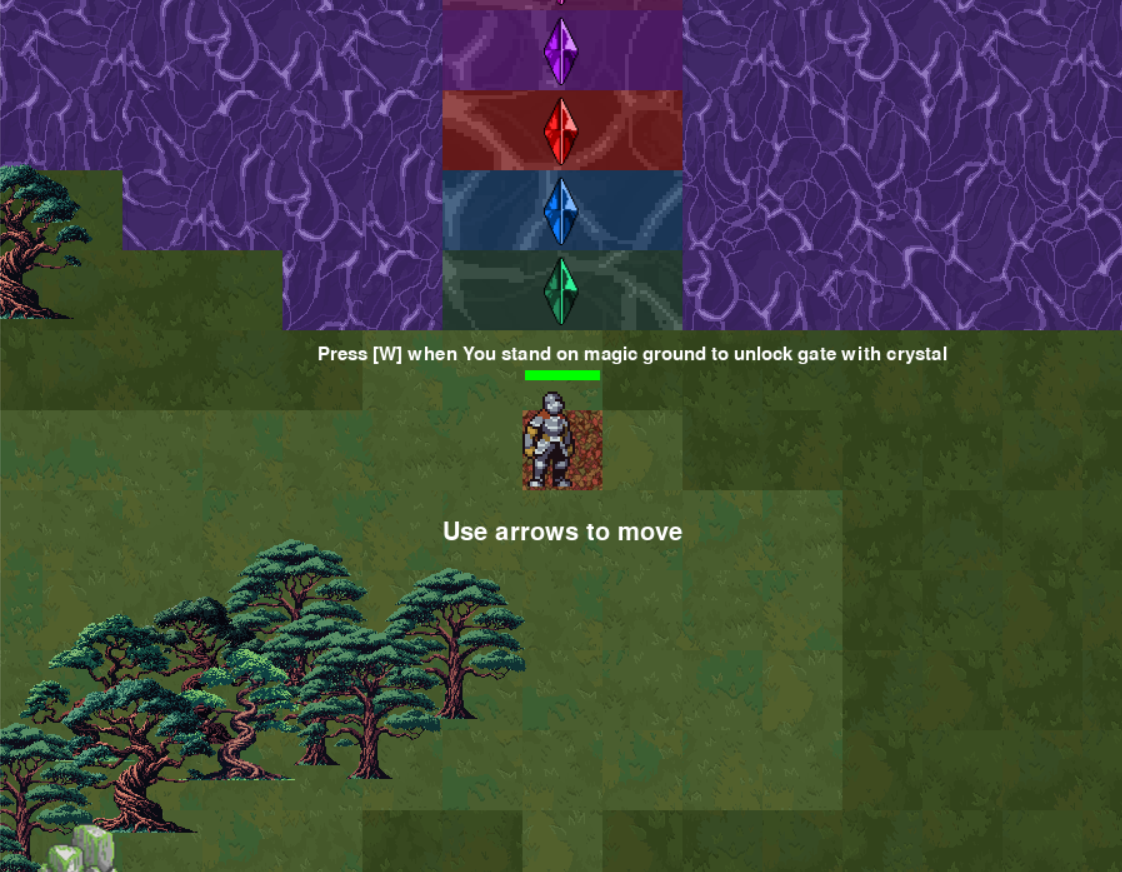 Press [W] when You stand on magic ground to unlock gate with crystal
Use arrows to move